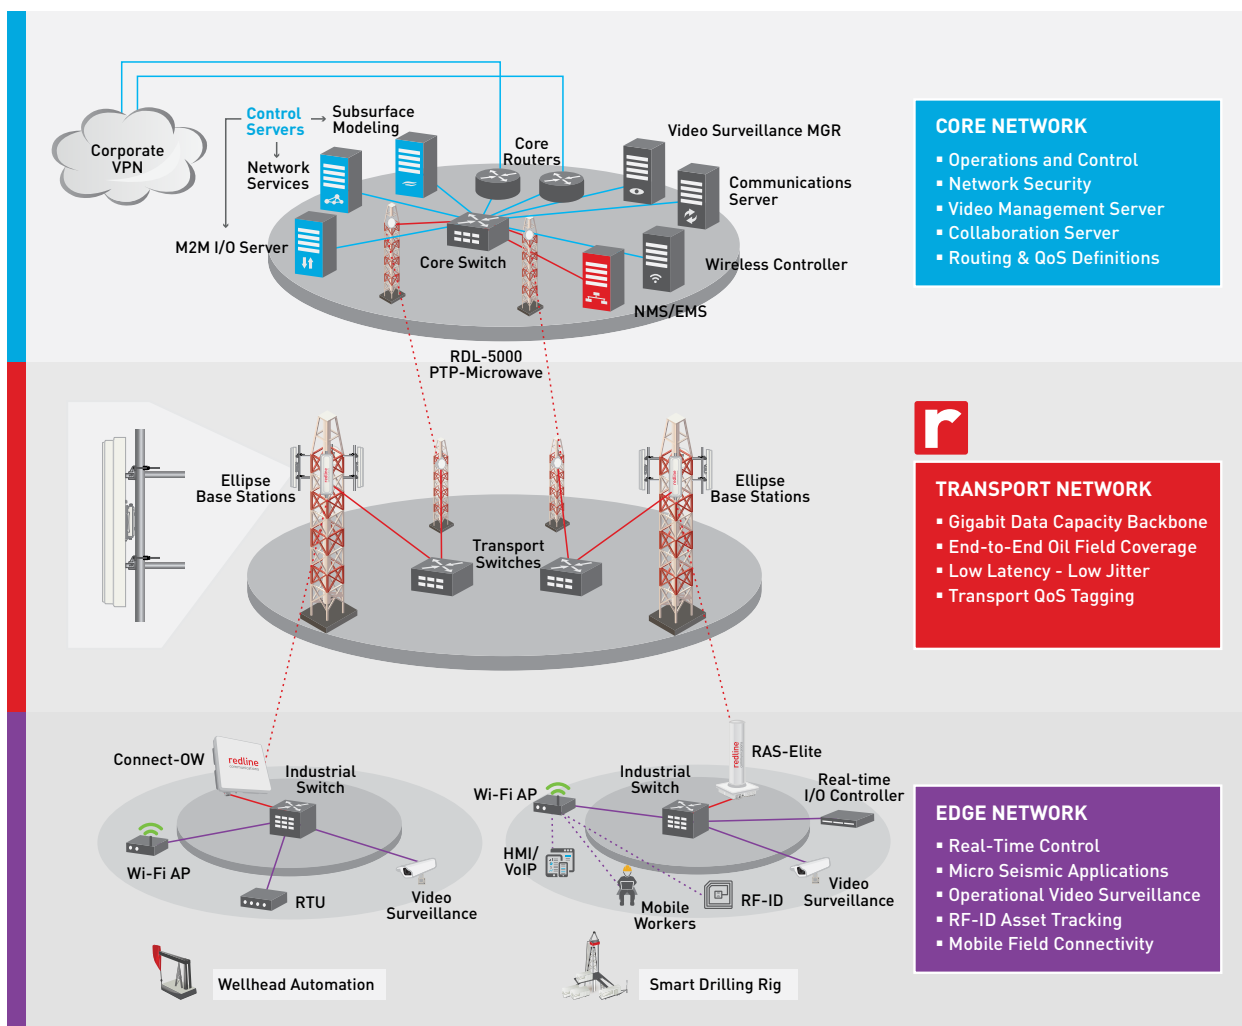 Corporate
VPN
Control
Servers
Subsurface
Modeling
Network
Services
M2M I/O Server
Core
Routers
Core Switch
Video Surveillance MGR
Communications
Server
Wireless Controller
NMS/EMS
CORE NETWORK
▪ Operations and Control
▪ Network Security
▪ Video Management Server
▪ Collaboration Server
▪ Routing & QoS Definitions
RDL-5000
PTP-Microwave
Ellipse
Base Stations
redline
Transport
Switches
redline
Ellipse
Base Stations
r
TRANSPORT NETWORK
▪ Gigabit Data Capacity Backbone
▪ End-to-End Oil Field Coverage
▪ Low Latency - Low Jitter
▪ Transport QoS Tagging
Connect-OW
redline
Industrial
Switch
Wi-Fi AP
RTU
Video
Surveillance
Wellhead Automation
redline
RAS-Elite
Industrial
Switch
Wi-Fi AP
Real-time
I/O Controller
HMI/
VoIP
Mobile
Workers
RF-ID
Video
Surveillance
Smart Drilling Rig
EDGE NETWORK
▪ Real-Time Control
▪ Micro Seismic Applications
▪ Operational Video Surveillance
▪ RF-ID Asset Tracking
▪ Mobile Field Connectivity